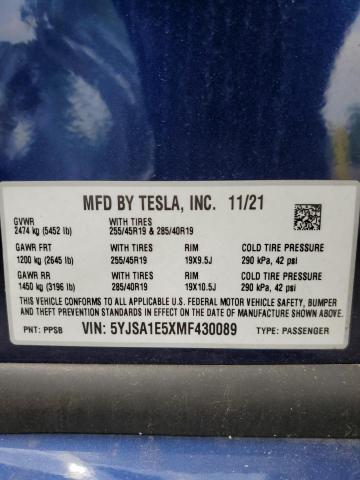 MFD BY TESLA, INC. 11/21
GVWR WITH TIRES
2474 kg (5452 lb) 255/45R19 & 285/40R19
GAWR FRT WITH TIRES RIM COLD TIRE PRESSURE
1200 kg (2645 lb) 255/45R19 19X9.5J 290 kPa, 42 psi
GAWR RR WITH TIRES RIM COLD TIRE PRESSURE
1450 kg (3196 lb) 285/40R19 19X10.5J 290 kPa, 42 psi
THIS VEHICLE CONFORMS TO ALL APPLICABLE U.S. FEDERAL MOTOR VEHICLE SAFETY, BUMPER
AND THEFT PREVENTION STANDARDS IN EFFECT ON THE DATE OF MANUFACTURE SHOWN ABOVE.
PNT: PPSB VIN: 5YJSA1E5XMF430089 TYPE: PASSENGER